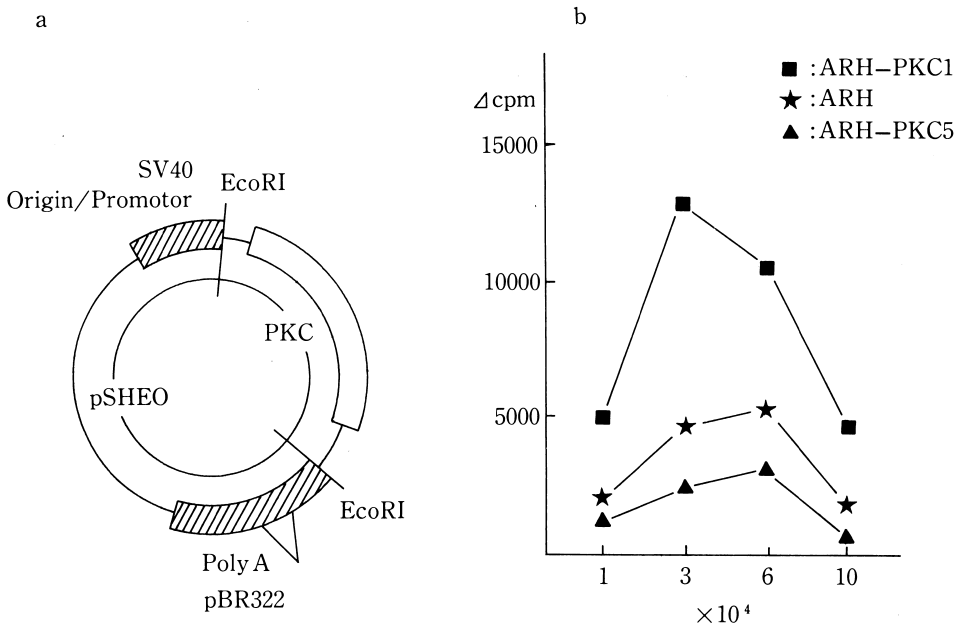 a
SV40
Origin/Promotor
EcoRI
PKC
pSHEO
EcoRI
Poly A
pBR322
b
⊿cpm
■ :ARH–PKC1
★ :ARH
▲ :ARH–PKC5
15000
10000
5000
1 3 6 10
×10⁴